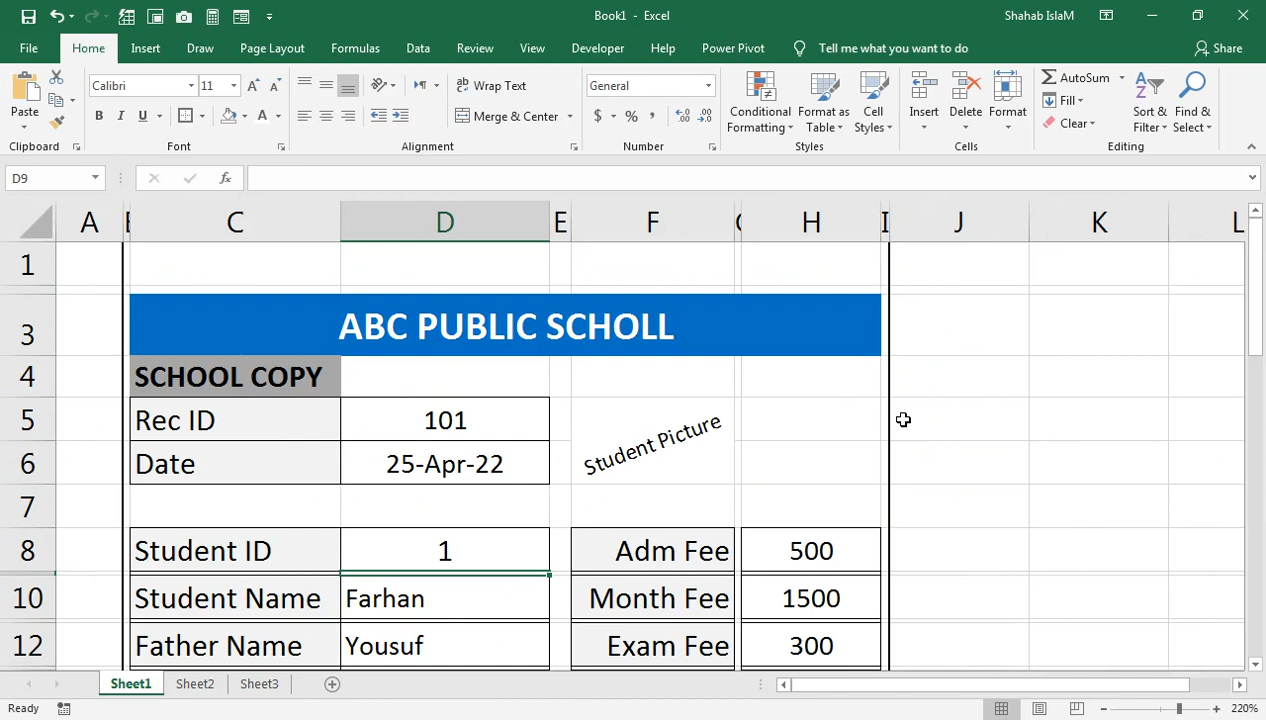 Book1 - Excel
Shahab IslaM
File Home Insert Draw Page Layout Formulas Data Review View Developer Help Power Pivot Tell me what you want to do Share
Paste
Calibri 11
B I U A
Wrap Text
Merge & Center
General
$ % ,
Conditional Formatting
Format as Table
Cell Styles
Insert Delete Format
AutoSum
Fill
Clear
Sort & Filter
Find & Select
Clipboard Font Alignment Number Styles Cells Editing
D9 fx
A C D E F H I J K L
1
3 ABC PUBLIC SCHOLL
4 SCHOOL COPY
5 Rec ID 101
Student Picture
6 Date 25-Apr-22
7
8 Student ID 1 Adm Fee 500
10 Student Name Farhan Month Fee 1500
12 Father Name Yousuf Exam Fee 300
Sheet1 Sheet2 Sheet3
Ready 220%